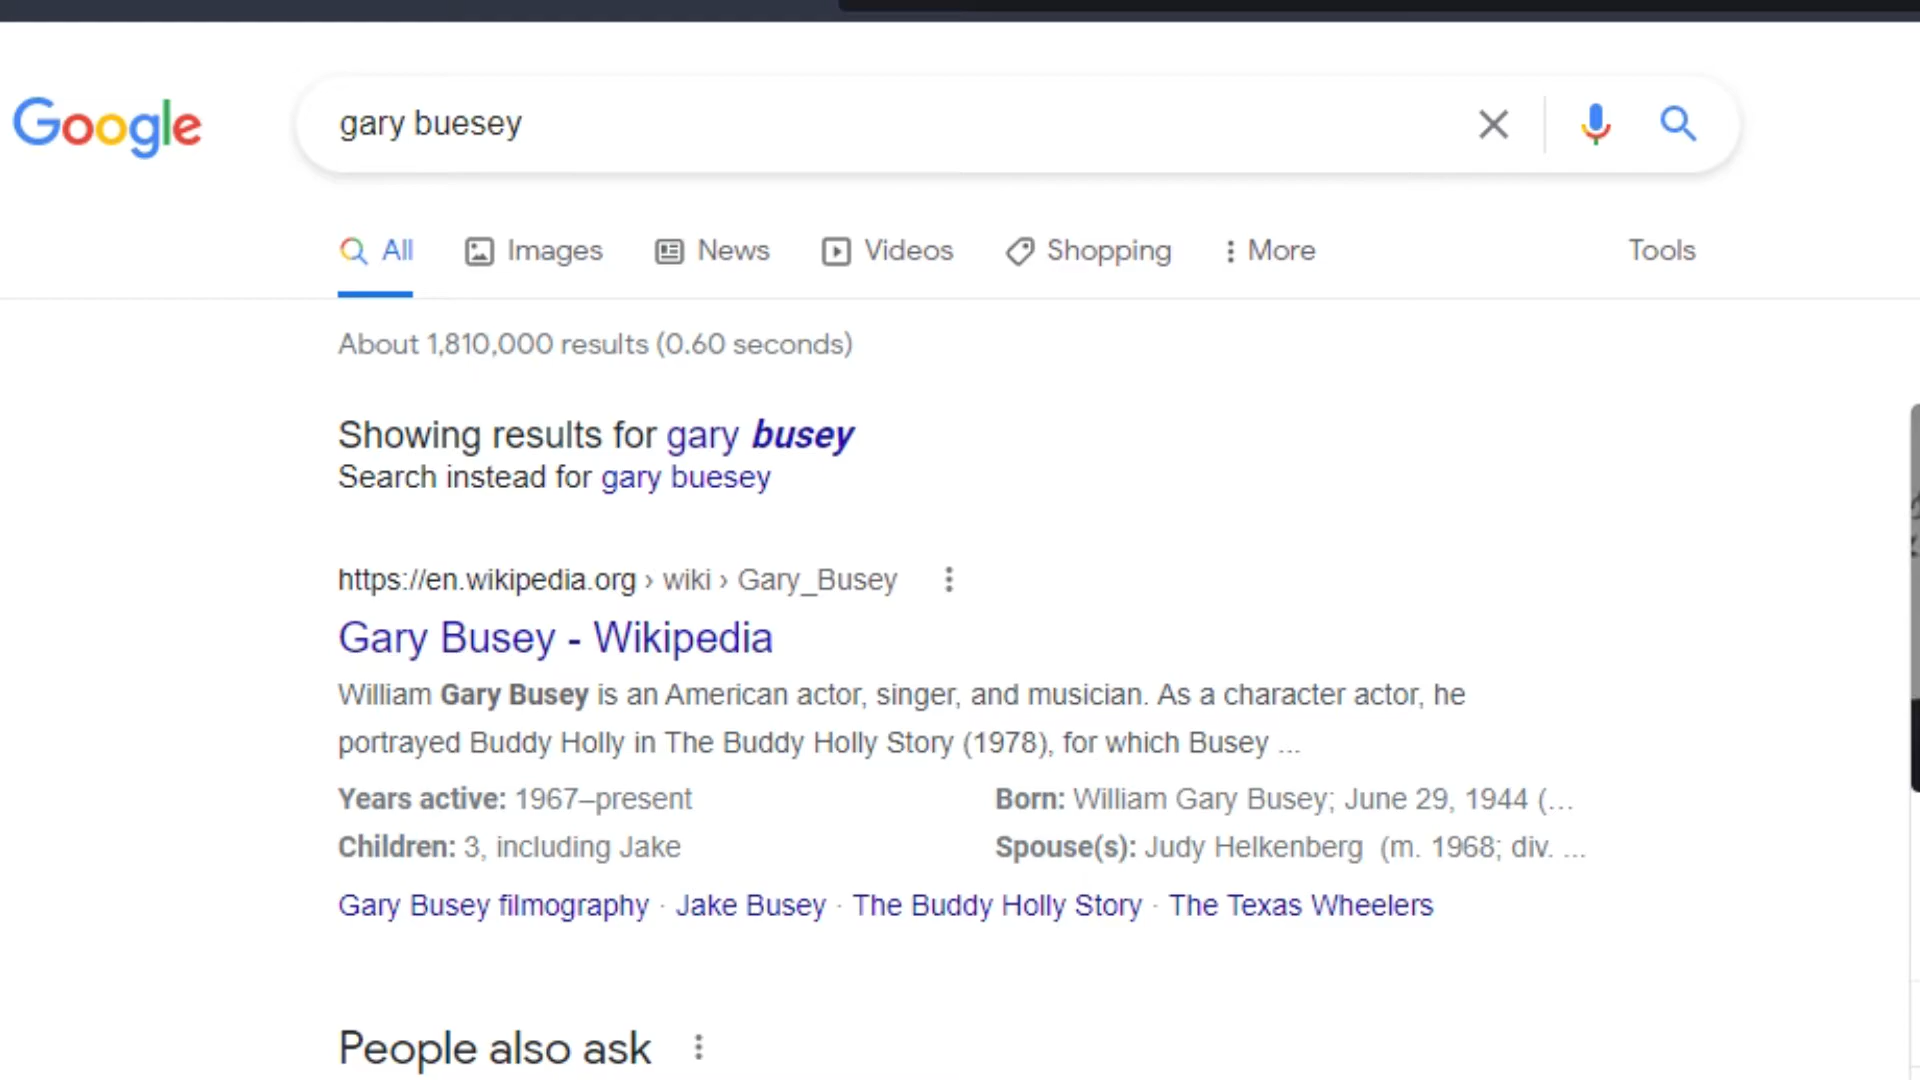 Google
gary buesey
All Images News Videos Shopping More Tools
About 1,810,000 results (0.60 seconds)
Showing results for gary busey
Search instead for gary buesey
https://en.wikipedia.org › wiki › Gary_Busey
Gary Busey - Wikipedia
William Gary Busey is an American actor, singer, and musician. As a character actor, he
portrayed Buddy Holly in The Buddy Holly Story (1978), for which Busey ...
Years active: 1967–present Born: William Gary Busey; June 29, 1944 (...
Children: 3, including Jake Spouse(s): Judy Helkenberg (m. 1968; div. ...
Gary Busey filmography · Jake Busey · The Buddy Holly Story · The Texas Wheelers
People also ask